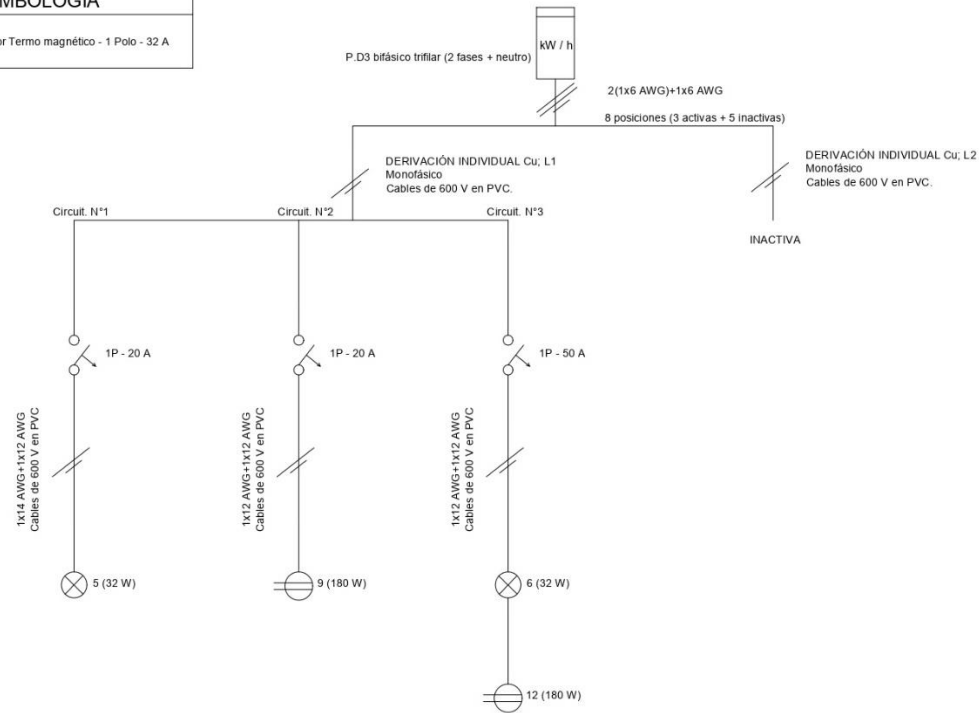 or Termo magnético - 1 Polo - 32 A
kW / h
P.D3 bifásico trifilar (2 fases + neutro)
2(1x6 AWG)+1x6 AWG
8 posiciones (3 activas + 5 inactivas)
DERIVACIÓN INDIVIDUAL Cu; L1
Monofásico
Cables de 600 V en PVC.
DERIVACIÓN INDIVIDUAL Cu; L2
Monofásico
Cables de 600 V en PVC.
INACTIVA
Circuit. N°1
Circuit. N°2
Circuit. N°3
1P - 20 A
1P - 20 A
1P - 50 A
1x14 AWG+1x12 AWG
Cables de 600 V en PVC
1x12 AWG+1x12 AWG
Cables de 600 V en PVC
1x12 AWG+1x12 AWG
Cables de 600 V en PVC
5 (32 W)
9 (180 W)
6 (32 W)
12 (180 W)